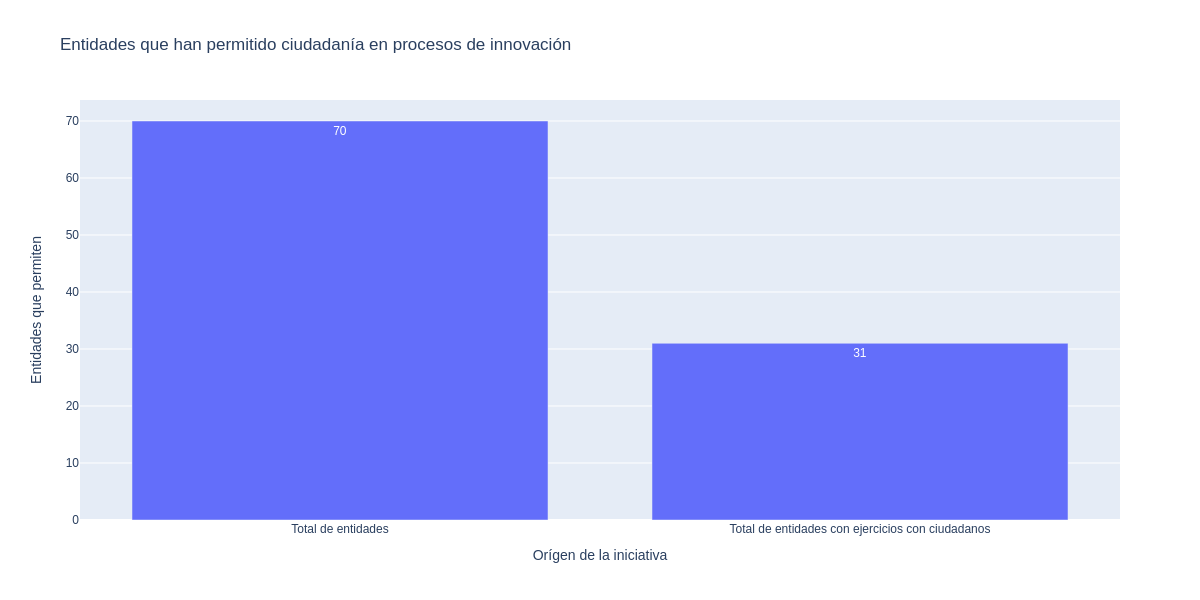 Entidades que han permitido ciudadanía en procesos de innovación
Entidades que permiten
70
60
50
40
30
20
10
0
70
31
Total de entidades
Total de entidades con ejercicios con ciudadanos
Orígen de la iniciativa